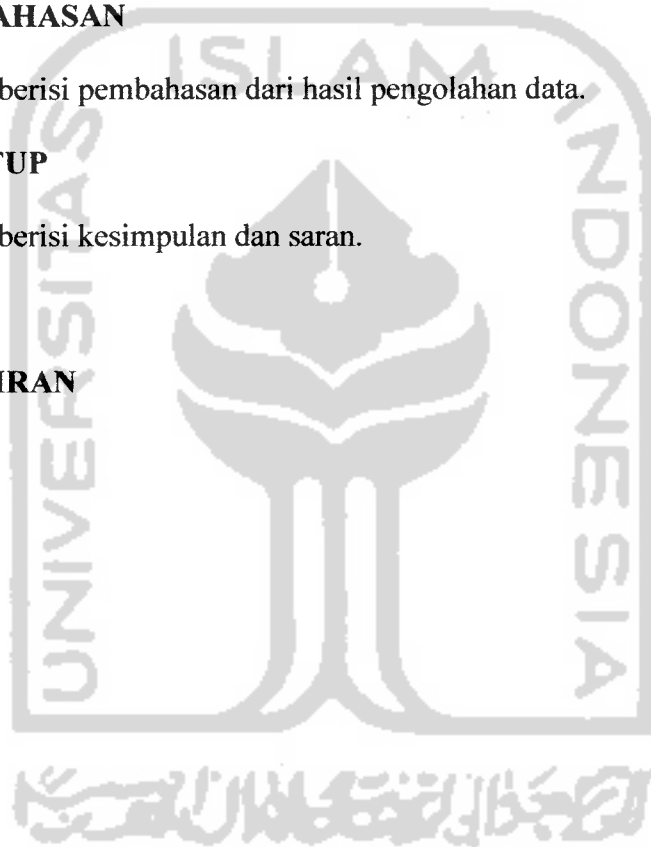 AHASAN
berisi pembahasan dari hasil pengolahan data.
TUP
berisi kesimpulan dan saran.
IRAN
ISLAM
UNIVERSITAS
INDONESIA